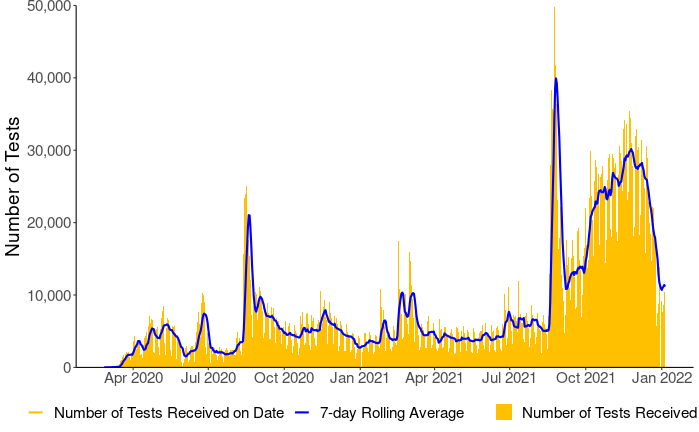 50,000
40,000
30,000
20,000
10,000
0
Number of Tests
Apr 2020 Jul 2020 Oct 2020 Jan 2021 Apr 2021 Jul 2021 Oct 2021 Jan 2022
Number of Tests Received on Date 7-day Rolling Average Number of Tests Received